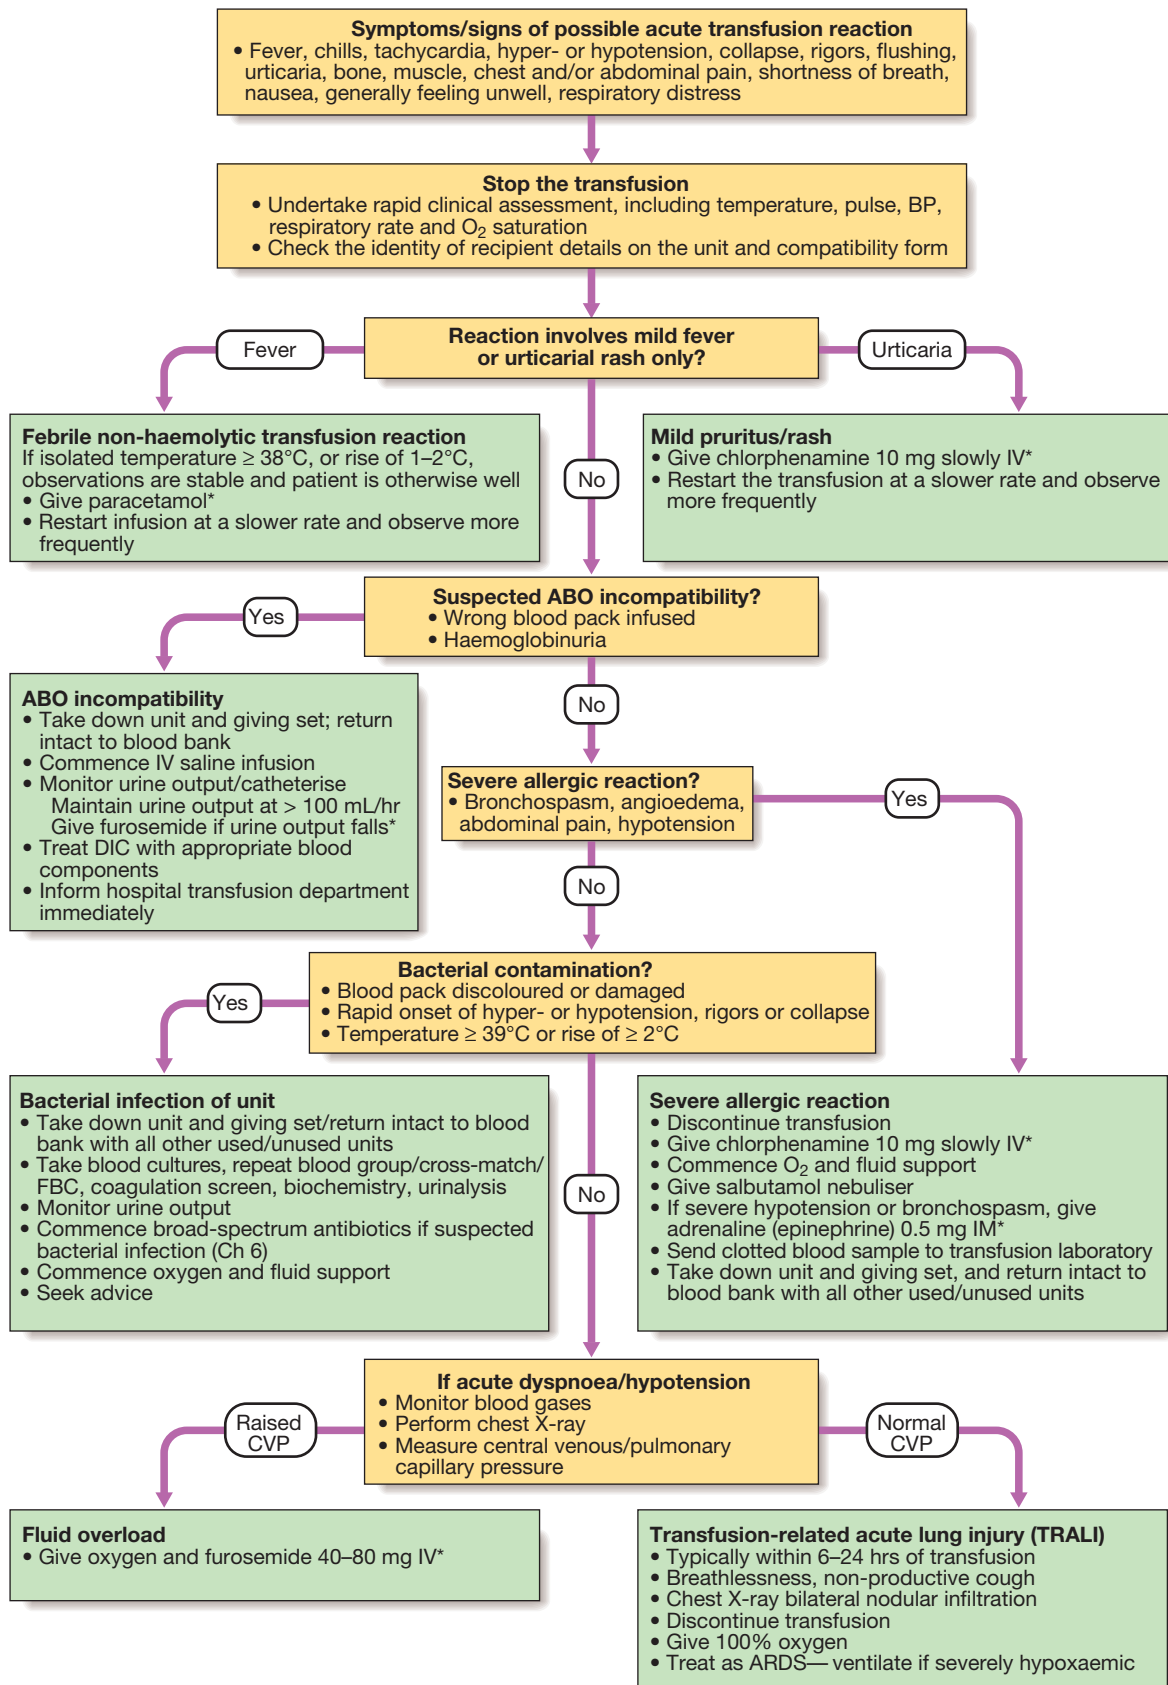 Symptoms/signs of possible acute transfusion reaction
• Fever, chills, tachycardia, hyper- or hypotension, collapse, rigors, flushing,
urticaria, bone, muscle, chest and/or abdominal pain, shortness of breath,
nausea, generally feeling unwell, respiratory distress
Stop the transfusion
• Undertake rapid clinical assessment, including temperature, pulse, BP,
respiratory rate and O₂ saturation
• Check the identity of recipient details on the unit and compatibility form
Fever
Reaction involves mild fever
or urticarial rash only?
Urticaria
Febrile non-haemolytic transfusion reaction
If isolated temperature ≥ 38°C, or rise of 1–2°C,
observations are stable and patient is otherwise well
• Give paracetamol*
• Restart infusion at a slower rate and observe more
frequently
No
Mild pruritus/rash
• Give chlorphenamine 10 mg slowly IV*
• Restart the transfusion at a slower rate and observe
more frequently
Yes
Suspected ABO incompatibility?
• Wrong blood pack infused
• Haemoglobinuria
ABO incompatibility
• Take down unit and giving set; return
intact to blood bank
• Commence IV saline infusion
• Monitor urine output/catheterise
Maintain urine output at > 100 mL/hr
Give furosemide if urine output falls*
• Treat DIC with appropriate blood
components
• Inform hospital transfusion department
immediately
No
Severe allergic reaction?
• Bronchospasm, angioedema,
abdominal pain, hypotension
Yes
No
Bacterial contamination?
• Blood pack discoloured or damaged
• Rapid onset of hyper- or hypotension, rigors or collapse
• Temperature ≥ 39°C or rise of ≥ 2°C
Yes
Bacterial infection of unit
• Take down unit and giving set/return intact to blood
bank with all other used/unused units
• Take blood cultures, repeat blood group/cross-match/
FBC, coagulation screen, biochemistry, urinalysis
• Monitor urine output
• Commence broad-spectrum antibiotics if suspected
bacterial infection (Ch 6)
• Commence oxygen and fluid support
• Seek advice
No
Severe allergic reaction
• Discontinue transfusion
• Give chlorphenamine 10 mg slowly IV*
• Commence O₂ and fluid support
• Give salbutamol nebuliser
• If severe hypotension or bronchospasm, give
adrenaline (epinephrine) 0.5 mg IM*
• Send clotted blood sample to transfusion laboratory
• Take down unit and giving set, and return intact to
blood bank with all other used/unused units
If acute dyspnoea/hypotension
• Monitor blood gases
• Perform chest X-ray
• Measure central venous/pulmonary
capillary pressure
Raised
CVP
Normal
CVP
Fluid overload
• Give oxygen and furosemide 40–80 mg IV*
Transfusion-related acute lung injury (TRALI)
• Typically within 6–24 hrs of transfusion
• Breathlessness, non-productive cough
• Chest X-ray bilateral nodular infiltration
• Discontinue transfusion
• Give 100% oxygen
• Treat as ARDS— ventilate if severely hypoxaemic